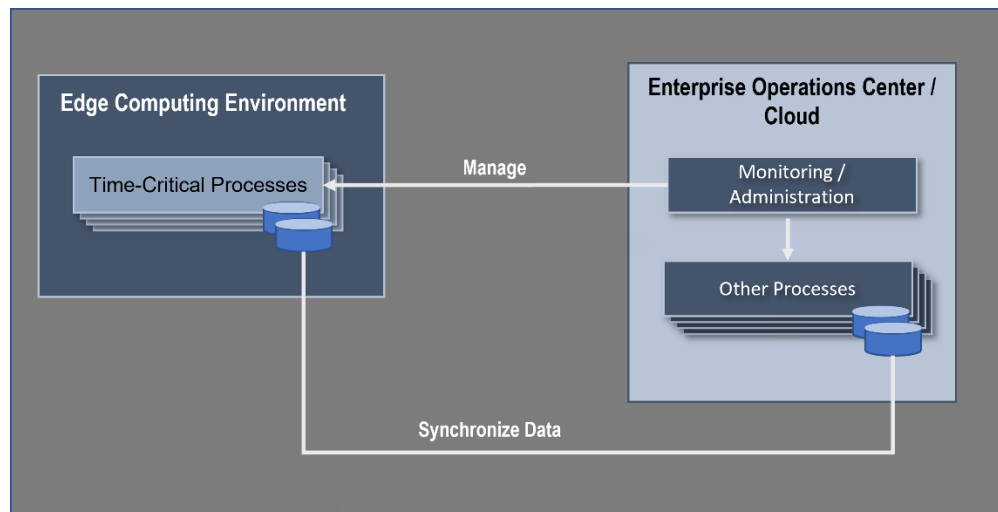 Edge Computing Environment
Time-Critical Processes
Manage
Enterprise Operations Center /
Cloud
Monitoring /
Administration
Other Processes
Synchronize Data